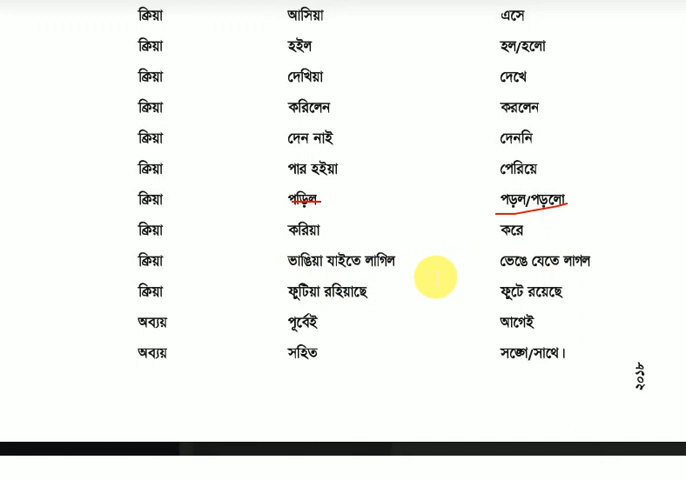 ক্রিয়া আসিয়া এসে
ক্রিয়া হইল হল/হলো
ক্রিয়া দেখিয়া দেখে
ক্রিয়া করিলেন করলেন
ক্রিয়া দেন নাই দেননি
ক্রিয়া পার হইয়া পেরিয়ে
ক্রিয়া পড়িল পড়ল/পড়লো
ক্রিয়া করিয়া করে
ক্রিয়া ভাঙিয়া যাইতে লাগিল ভেঙে যেতে লাগল
ক্রিয়া ফুটিয়া রহিয়াছে ফুটে রয়েছে
অব্যয় পূর্বেই আগেই
অব্যয় সহিত সঙ্গে/সাথে।
২০১৮